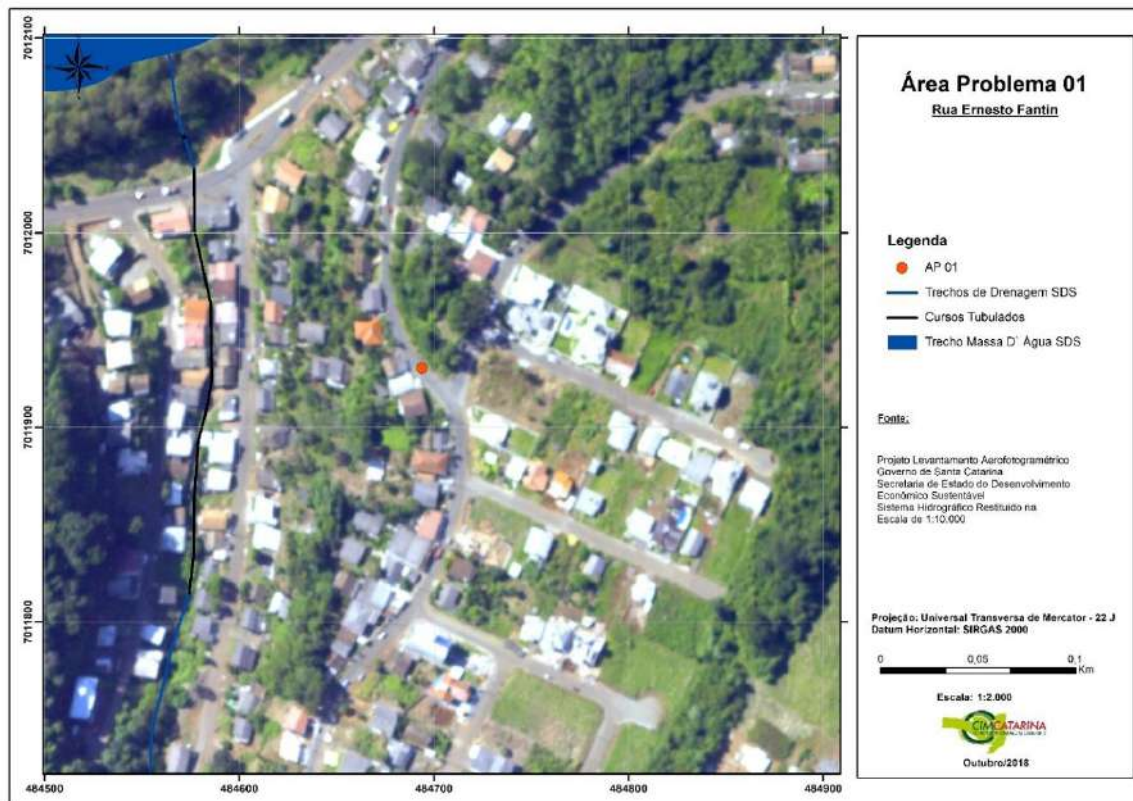 Área Problema 01
Rua Ernesto Fantin
Legenda
AP 01
Trechos de Drenagem SDS
Cursos Tubulados
Trecho Massa D´ Água SDS
Fonte:
Projeto Levantamento Aerofotogramétrico
Governo de Santa Catarina
Secretaria de Estado do Desenvolvimento
Econômico Sustentável
Sistema Hidrográfico Restituido na
Escala de 1:10.000
Projeção: Universal Transversa de Mercator - 22 J
Datum Horizontal: SIRGAS 2000
0 0,05 0,1
Km
Escala: 1:2.000
CIMCATARINA
Outubro/2018
7012100
7012000
7011900
7011800
484500 484600 484700 484800 484900